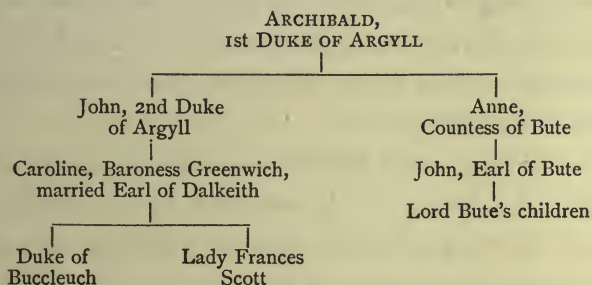 ARCHIBALD,
1ST DUKE OF ARGYLL
John, 2nd Duke
of Argyll
Anne,
Countess of Bute
Caroline, Baroness Greenwich,
married Earl of Dalkeith
John, Earl of Bute
Lord Bute's children
Duke of
Buccleuch
Lady Frances
Scott